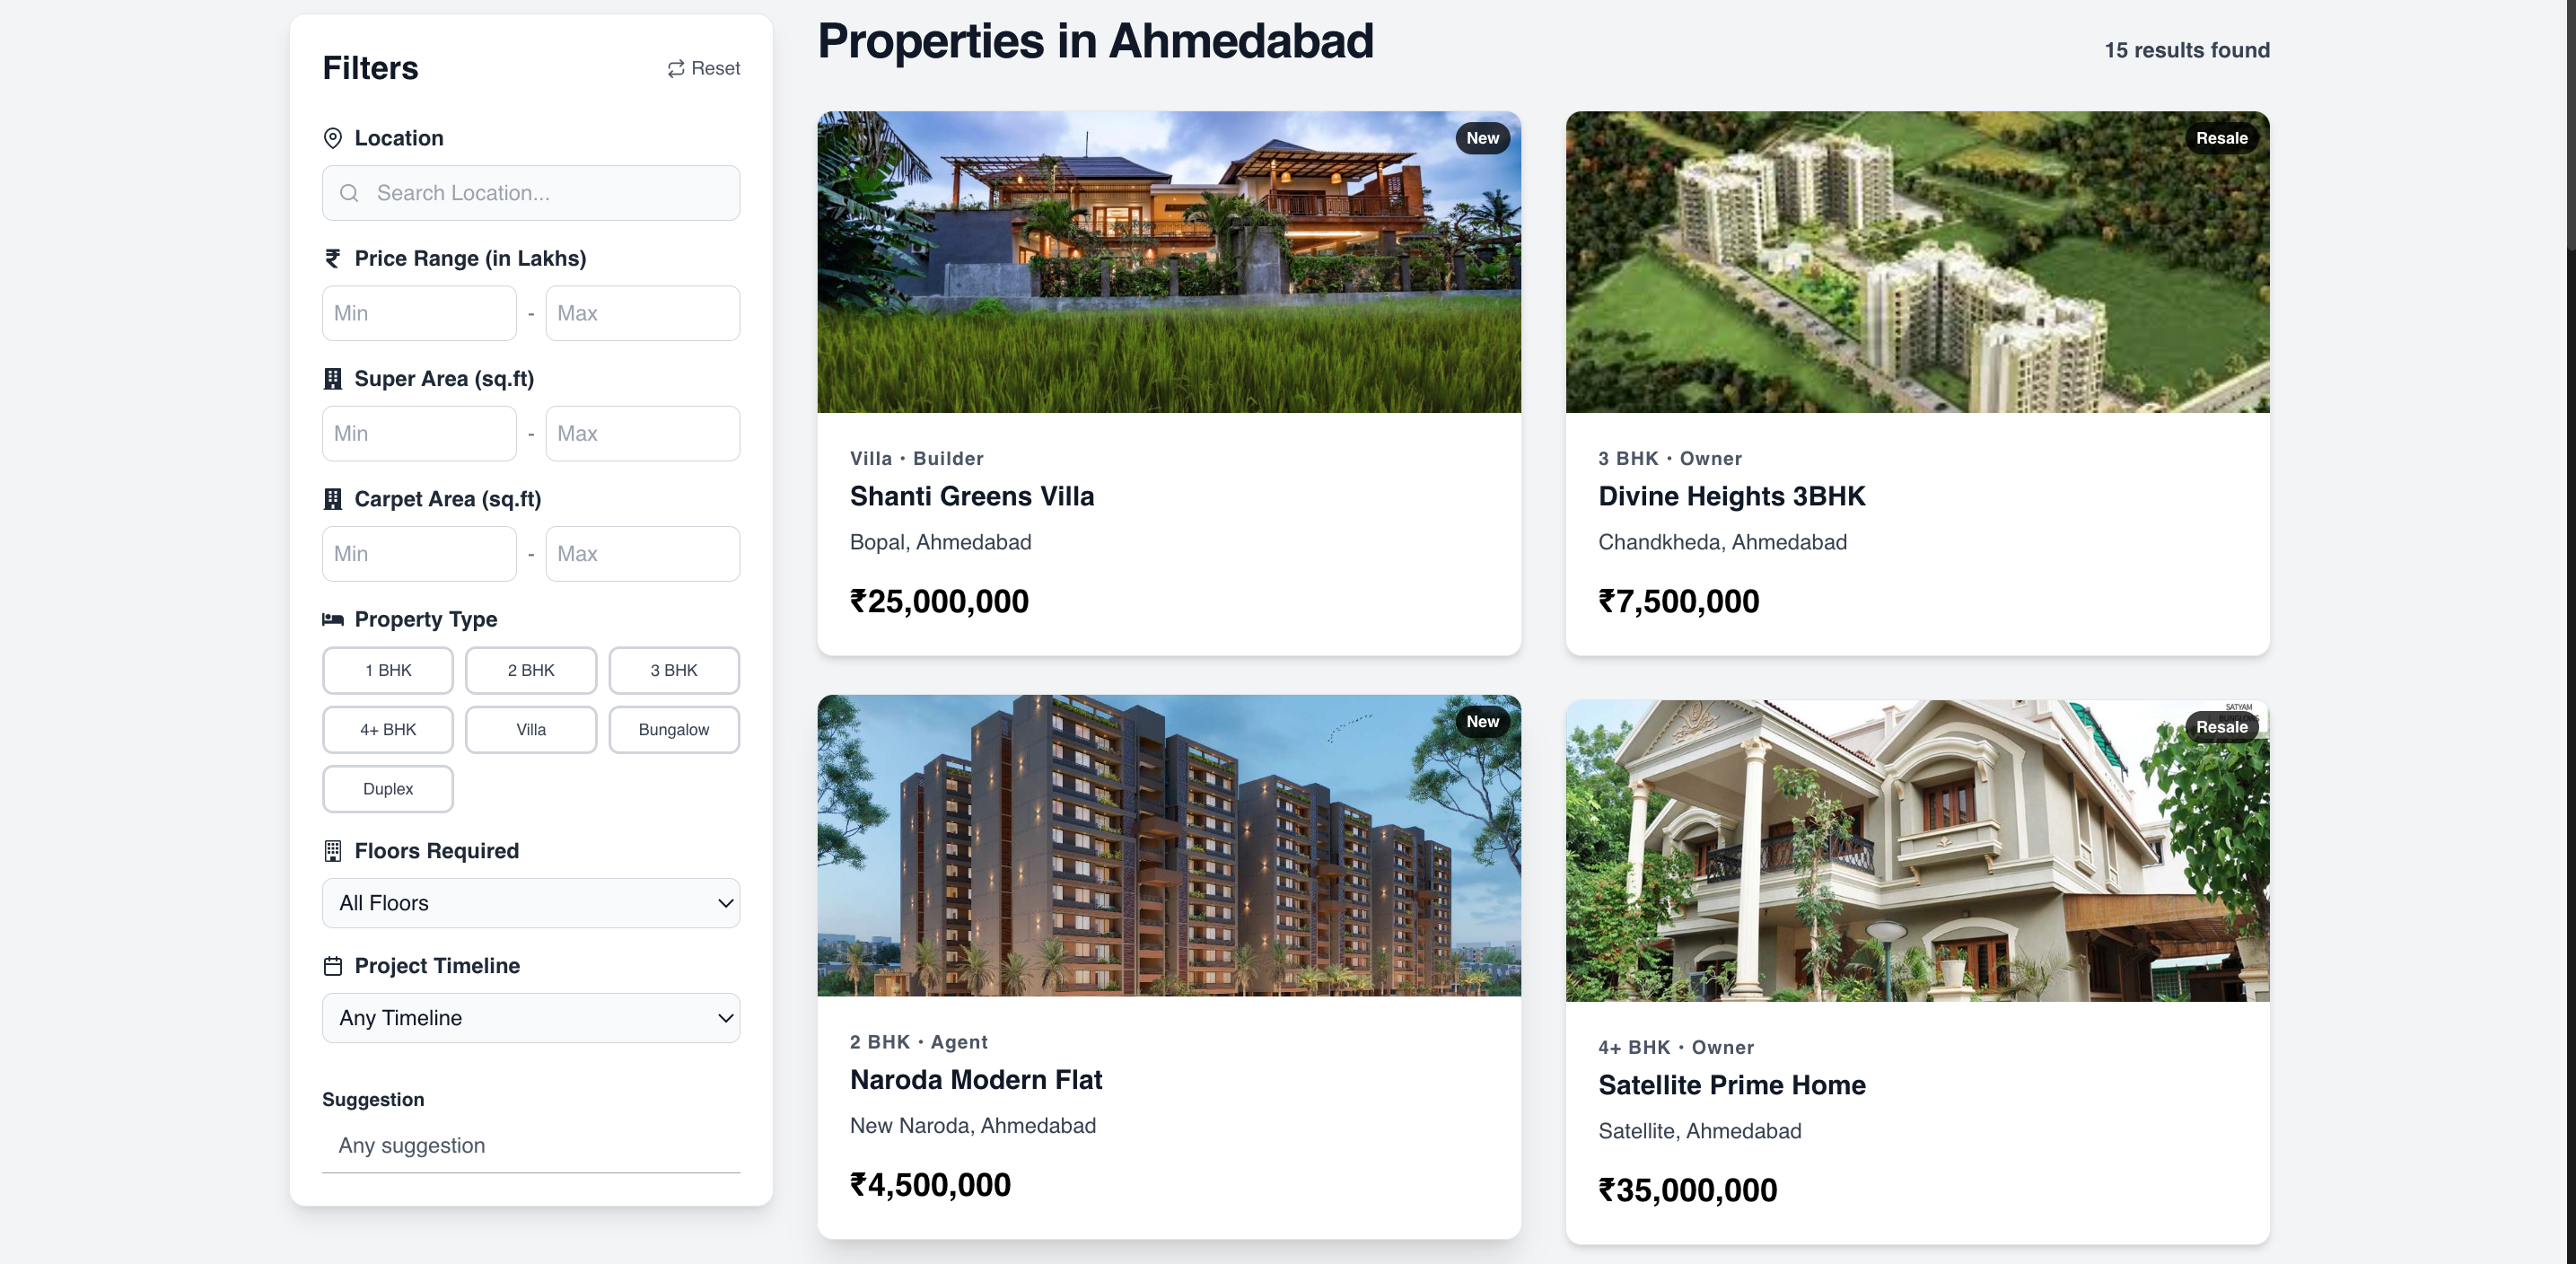 Filters
Reset
Location
Search Location...
Price Range (in Lakhs)
Min - Max
Super Area (sq.ft)
Min - Max
Carpet Area (sq.ft)
Min - Max
Property Type
1 BHK 2 BHK 3 BHK
4+ BHK Villa Bungalow
Duplex
Floors Required
All Floors
Project Timeline
Any Timeline
Suggestion
Any suggestion
Properties in Ahmedabad
15 results found
New
Villa • Builder
Shanti Greens Villa
Bopal, Ahmedabad
₹25,000,000
Resale
3 BHK • Owner
Divine Heights 3BHK
Chandkheda, Ahmedabad
₹7,500,000
New
2 BHK • Agent
Naroda Modern Flat
New Naroda, Ahmedabad
₹4,500,000
SATYAM
Resale
4+ BHK • Owner
Satellite Prime Home
Satellite, Ahmedabad
₹35,000,000